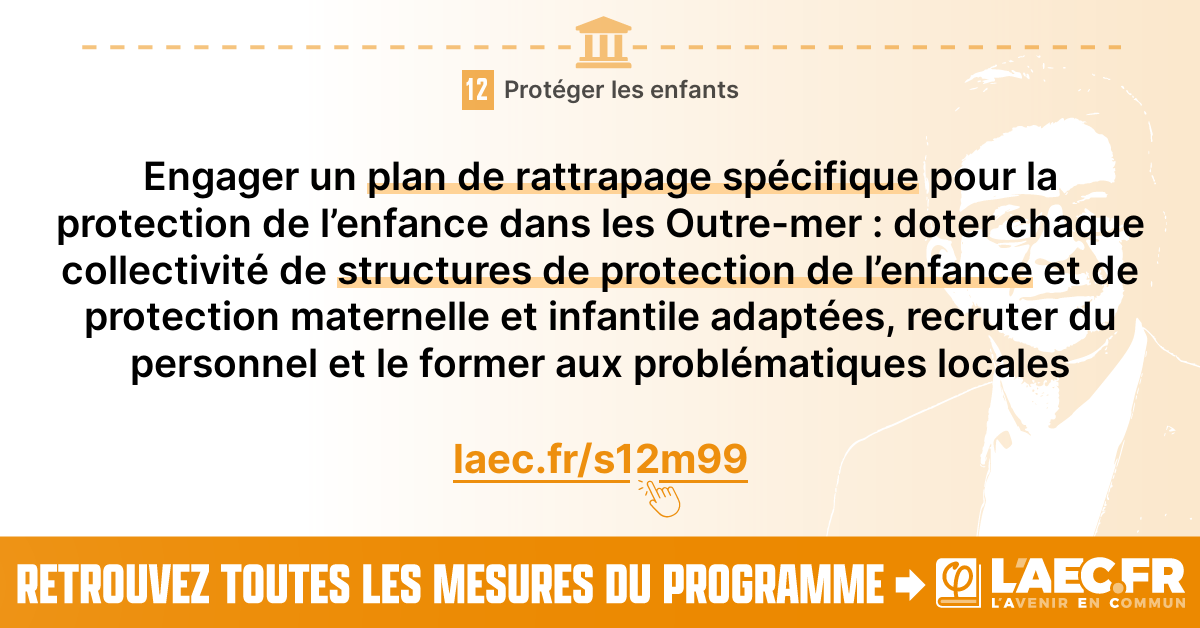 12 Protéger les enfants
Engager un plan de rattrapage spécifique pour la
protection de l’enfance dans les Outre-mer : doter chaque
collectivité de structures de protection de l’enfance et de
protection maternelle et infantile adaptées, recruter du
personnel et le former aux problématiques locales
laec.fr/s12m99
RETROUVEZ TOUTES LES MESURES DU PROGRAMME
φ L'AEC.FR
L'AVENIR EN COMMUN